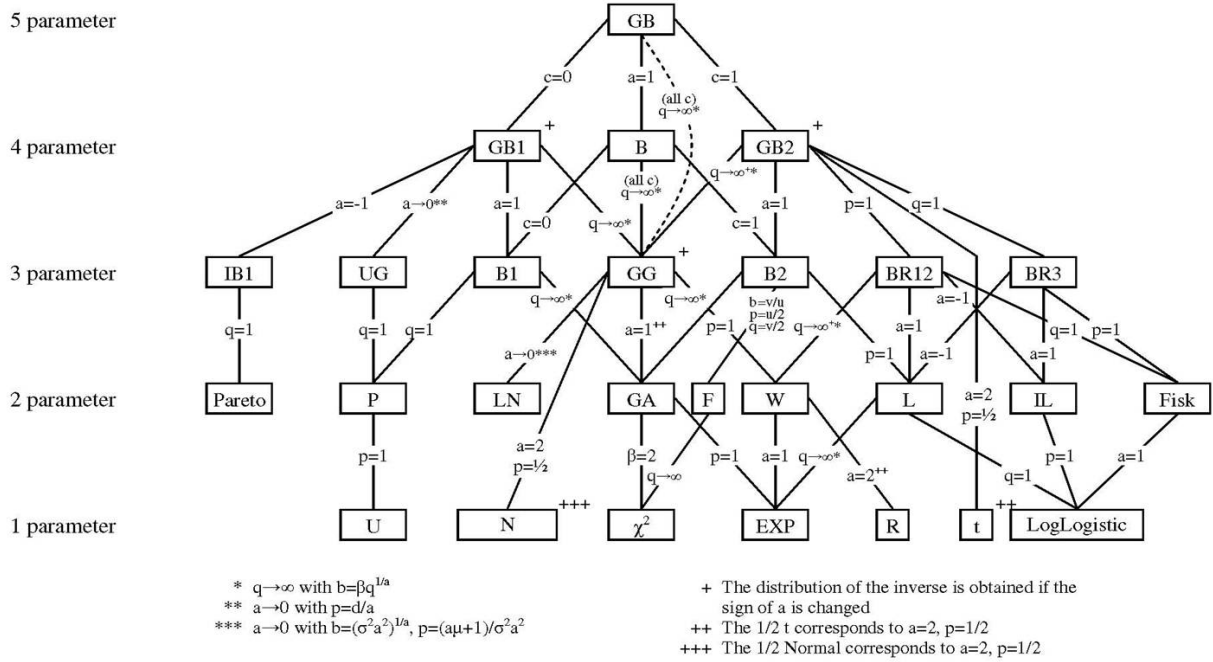 5 parameter
GB
c=0
a=1
c=1
(all c)
q→∞*
4 parameter
GB1
+
B
GB2
+
a=-1
a→0**
a=1
c=0
q→∞*
(all c)
q→∞*
c=1
q→∞+*
a=1
p=1
q=1
3 parameter
IB1
UG
B1
GG
+
B2
BR12
BR3
q=1
q=1
q=1
q→∞*
a→0***
a=2
p=½
a=1++
q→∞*
p=1
b=v/u
p=u/2
q=v/2
q→∞+*
p=1
a=1
a=-1
a=-1
a=1
q=1
p=1
a=2
p=½
2 parameter
Pareto
P
LN
GA
F
W
L
IL
Fisk
p=1
β=2
q→∞
p=1
a=1
q→∞*
a=2++
q=1
p=1
a=1
1 parameter
U
N
+++
χ²
EXP
R
t
++
LogLogistic
* q→∞ with b=βq^1/a
** a→0 with p=d/a
*** a→0 with b=(σ²a²)^1/a, p=(aμ+1)/σ²a²
+ The distribution of the inverse is obtained if the
sign of a is changed
++ The 1/2 t corresponds to a=2, p=1/2
+++ The 1/2 Normal corresponds to a=2, p=1/2